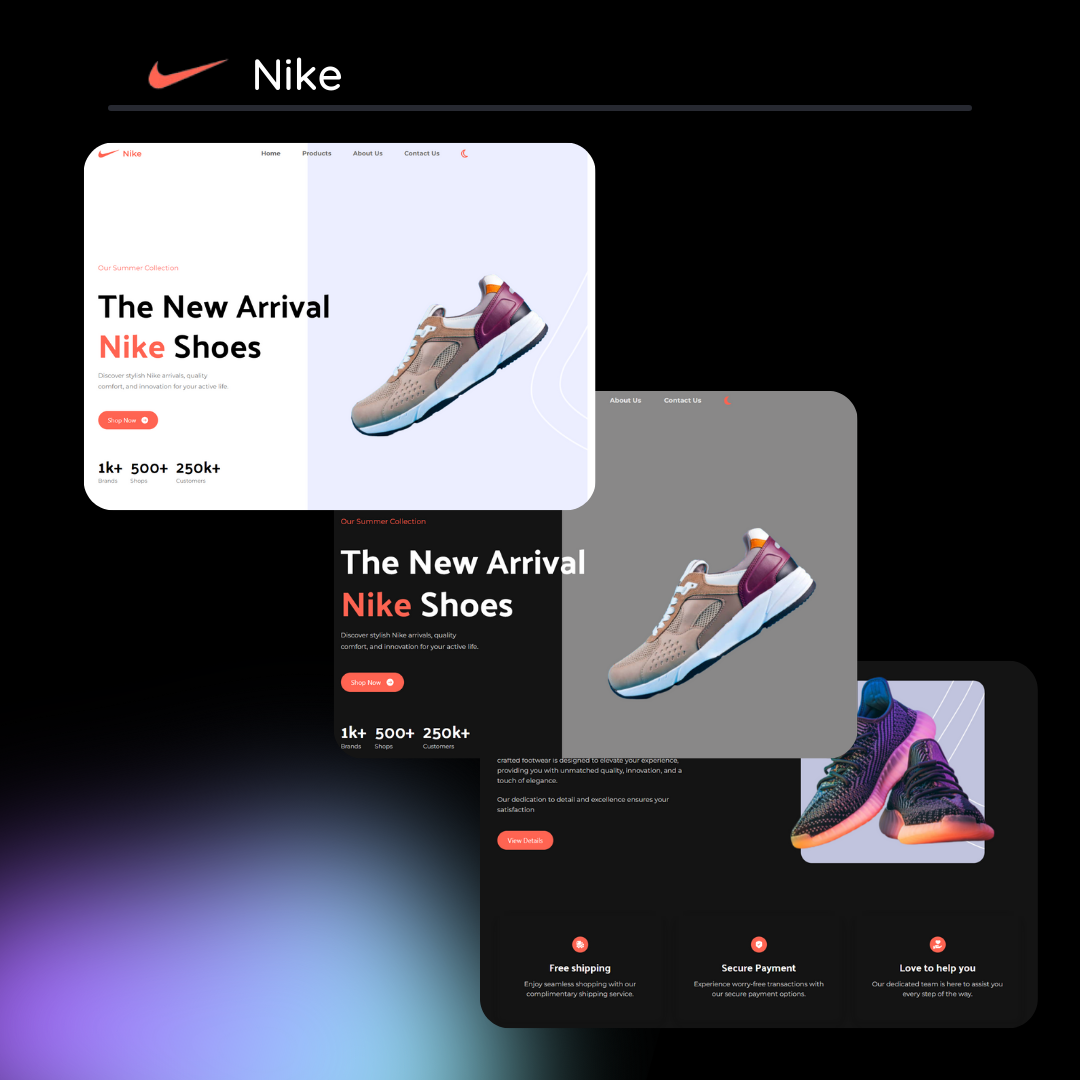 Nike
Nike
Home Products About Us Contact Us
Our Summer Collection
The New Arrival
Nike Shoes
Discover stylish Nike arrivals, quality
comfort, and innovation for your active life.
Shop Now
1k+ 500+ 250k+
Brands Shops Customers
About Us Contact Us
Our Summer Collection
The New Arrival
Nike Shoes
Discover stylish Nike arrivals, quality
comfort, and innovation for your active life.
Shop Now
1k+ 500+ 250k+
Brands Shops Customers
crafted footwear is designed to elevate your experience,
providing you with unmatched quality, innovation, and a
touch of elegance.
Our dedication to detail and excellence ensures your
satisfaction
View Details
Free shipping
Enjoy seamless shopping with our
complimentary shipping service.
Secure Payment
Experience worry-free transactions with
our secure payment options.
Love to help you
Our dedicated team is here to assist you
every step of the way.